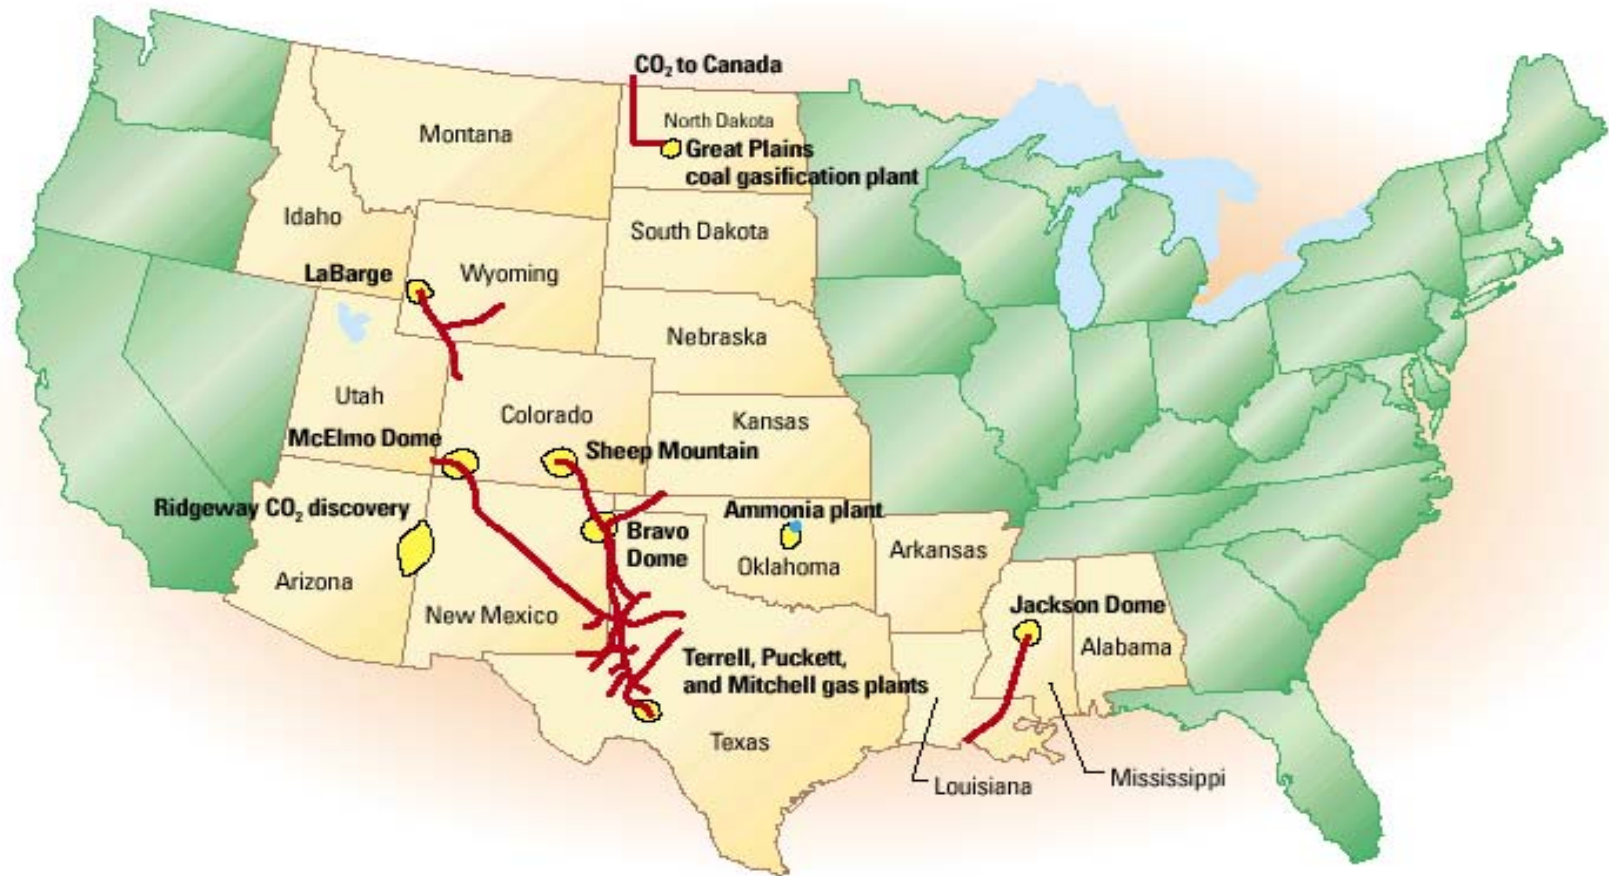 CO₂ to Canada
North Dakota
Montana
Great Plains
coal gasification plant
Idaho
South Dakota
LaBarge
Wyoming
Nebraska
Utah
Colorado
Kansas
McElmo Dome
Sheep Mountain
Ridgeway CO₂ discovery
Ammonia plant
Bravo
Dome
Oklahoma
Arkansas
Arizona
New Mexico
Jackson Dome
Alabama
Terrell, Puckett,
and Mitchell gas plants
Texas
Louisiana
Mississippi